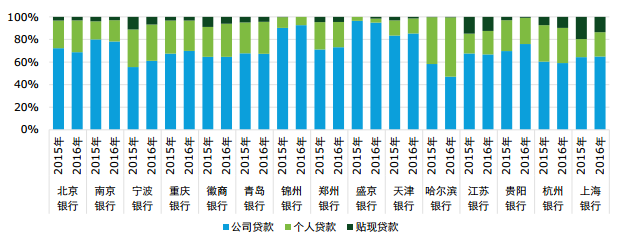 100%
80%
60%
40%
20%
0%
2015年 2016年 2015年 2016年 2015年 2016年 2015年 2016年 2015年 2016年 2015年 2016年 2015年 2016年 2015年 2016年 2015年 2016年 2015年 2016年 2015年 2016年 2015年 2016年 2015年 2016年 2015年 2016年 2015年 2016年
北京 南京 宁波 重庆 徽商 青岛 锦州 郑州 盛京 天津 哈尔滨 江苏 贵阳 杭州 上海
银行 银行 银行 银行 银行 银行 银行 银行 银行 银行 银行 银行 银行 银行 银行
公司贷款 个人贷款 贴现贷款